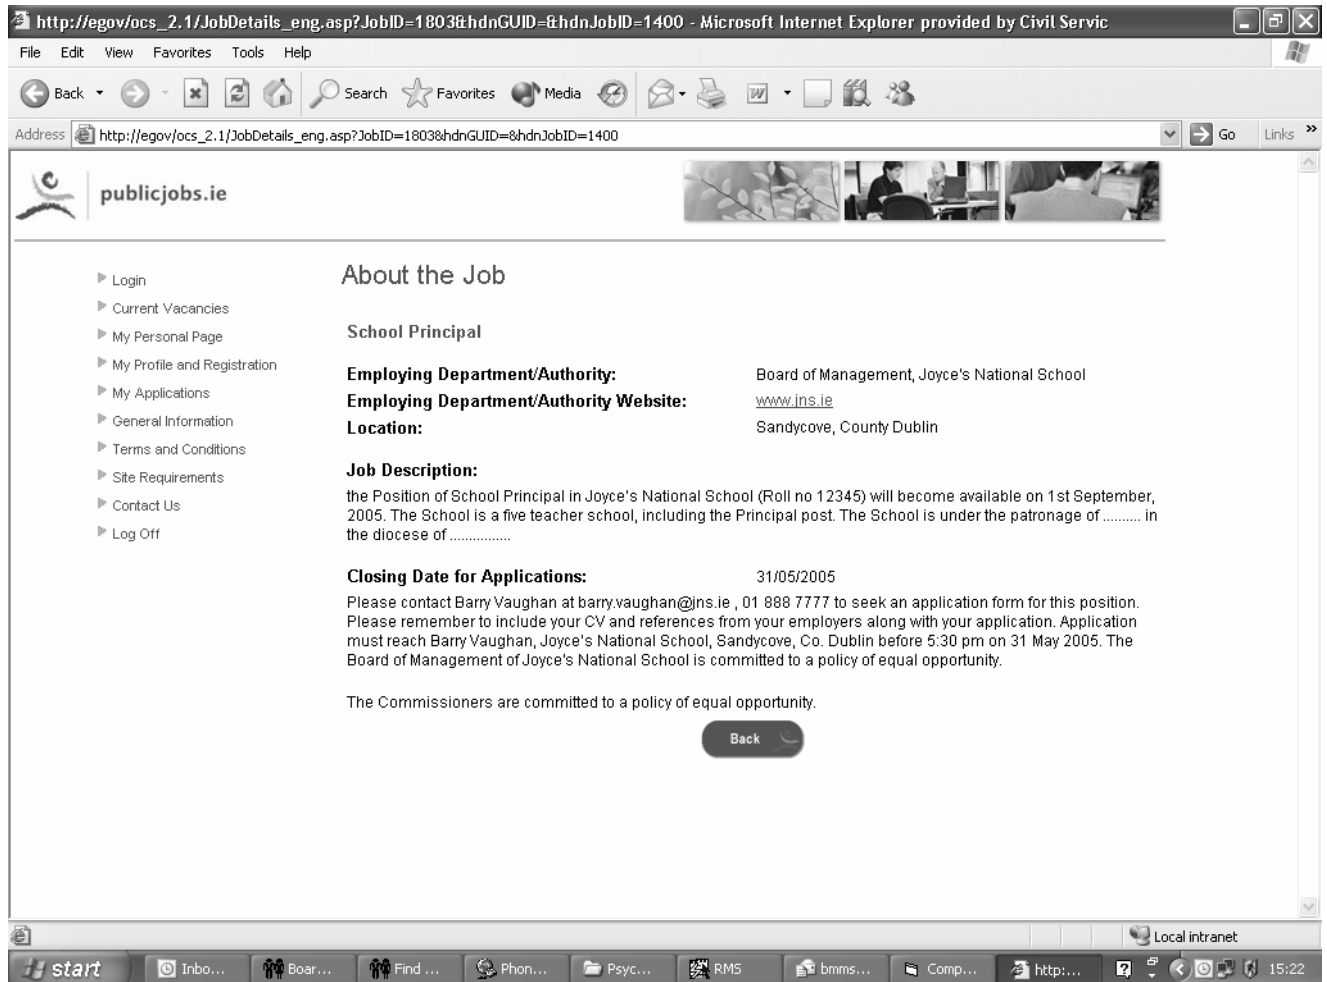 http://egov/ocs_2.1/JobDetails_eng.asp?JobID=1803&hdnGUID=&hdnJobID=1400 - Microsoft Internet Explorer provided by Civil Servic
File Edit View Favorites Tools Help
Back Search Favorites Media
Address http://egov/ocs_2.1/JobDetails_eng.asp?JobID=1803&hdnGUID=&hdnJobID=1400 Go Links »
publicjobs.ie
Login
Current Vacancies
My Personal Page
My Profile and Registration
My Applications
General Information
Terms and Conditions
Site Requirements
Contact Us
Log Off
About the Job
School Principal
Employing Department/Authority: Board of Management, Joyce's National School
Employing Department/Authority Website: www.jns.ie
Location: Sandycove, County Dublin
Job Description:
the Position of School Principal in Joyce's National School (Roll no 12345) will become available on 1st September,
2005. The School is a five teacher school, including the Principal post. The School is under the patronage of .......... in
the diocese of ................
Closing Date for Applications: 31/05/2005
Please contact Barry Vaughan at barry.vaughan@jns.ie , 01 888 7777 to seek an application form for this position.
Please remember to include your CV and references from your employers along with your application. Application
must reach Barry Vaughan, Joyce's National School, Sandycove, Co. Dublin before 5:30 pm on 31 May 2005. The
Board of Management of Joyce's National School is committed to a policy of equal opportunity.
The Commissioners are committed to a policy of equal opportunity.
Back
Local intranet
start Inbo... Boar... Find ... Phon... Psyc... RMS bmms... Comp... http:... 15:22